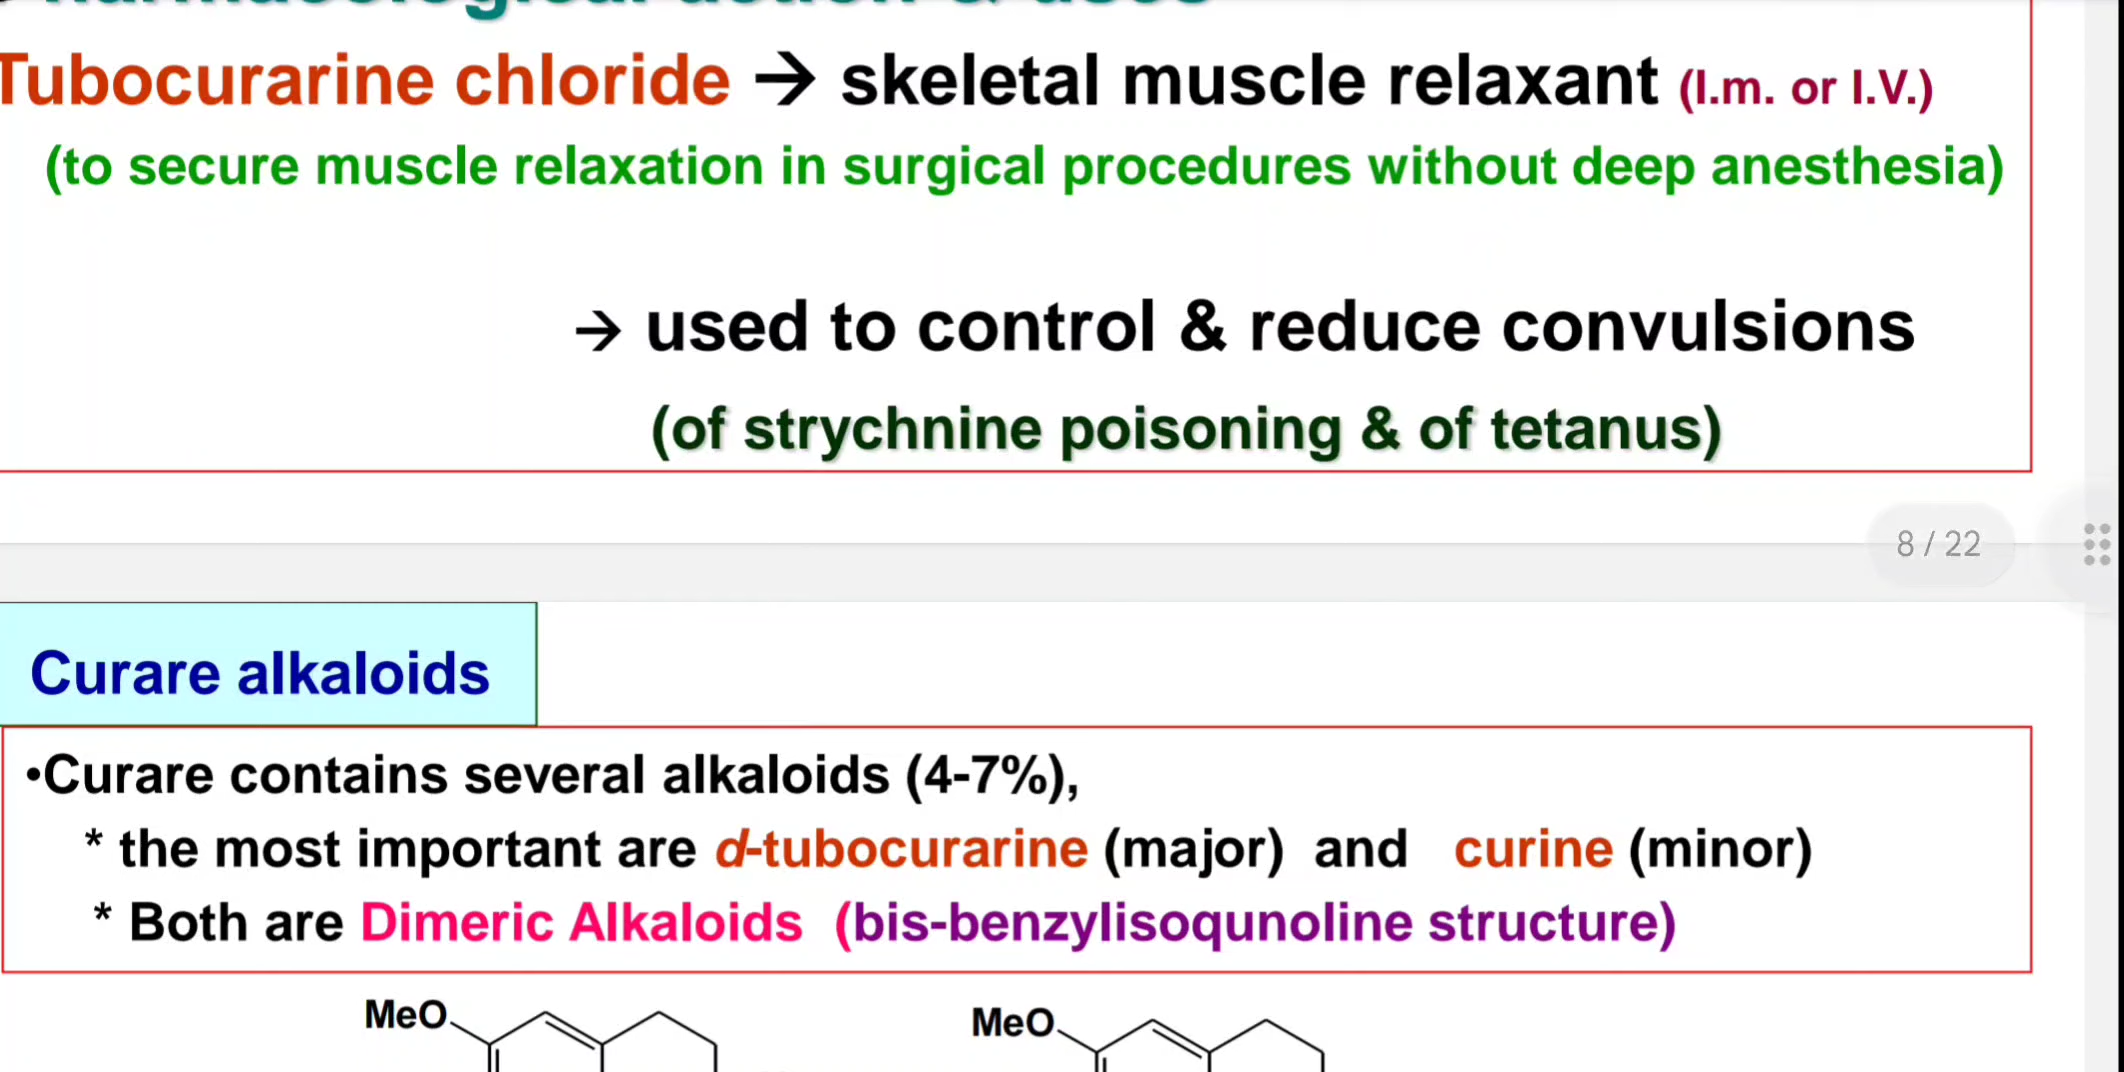 action & uses
Tubocurarine chloride → skeletal muscle relaxant (I.m. or I.V.)
(to secure muscle relaxation in surgical procedures without deep anesthesia)
→ used to control & reduce convulsions
(of strychnine poisoning & of tetanus)
8 / 22
Curare alkaloids
•Curare contains several alkaloids (4-7%),
* the most important are d-tubocurarine (major) and curine (minor)
* Both are Dimeric Alkaloids (bis-benzylisoqunoline structure)
MeO MeO